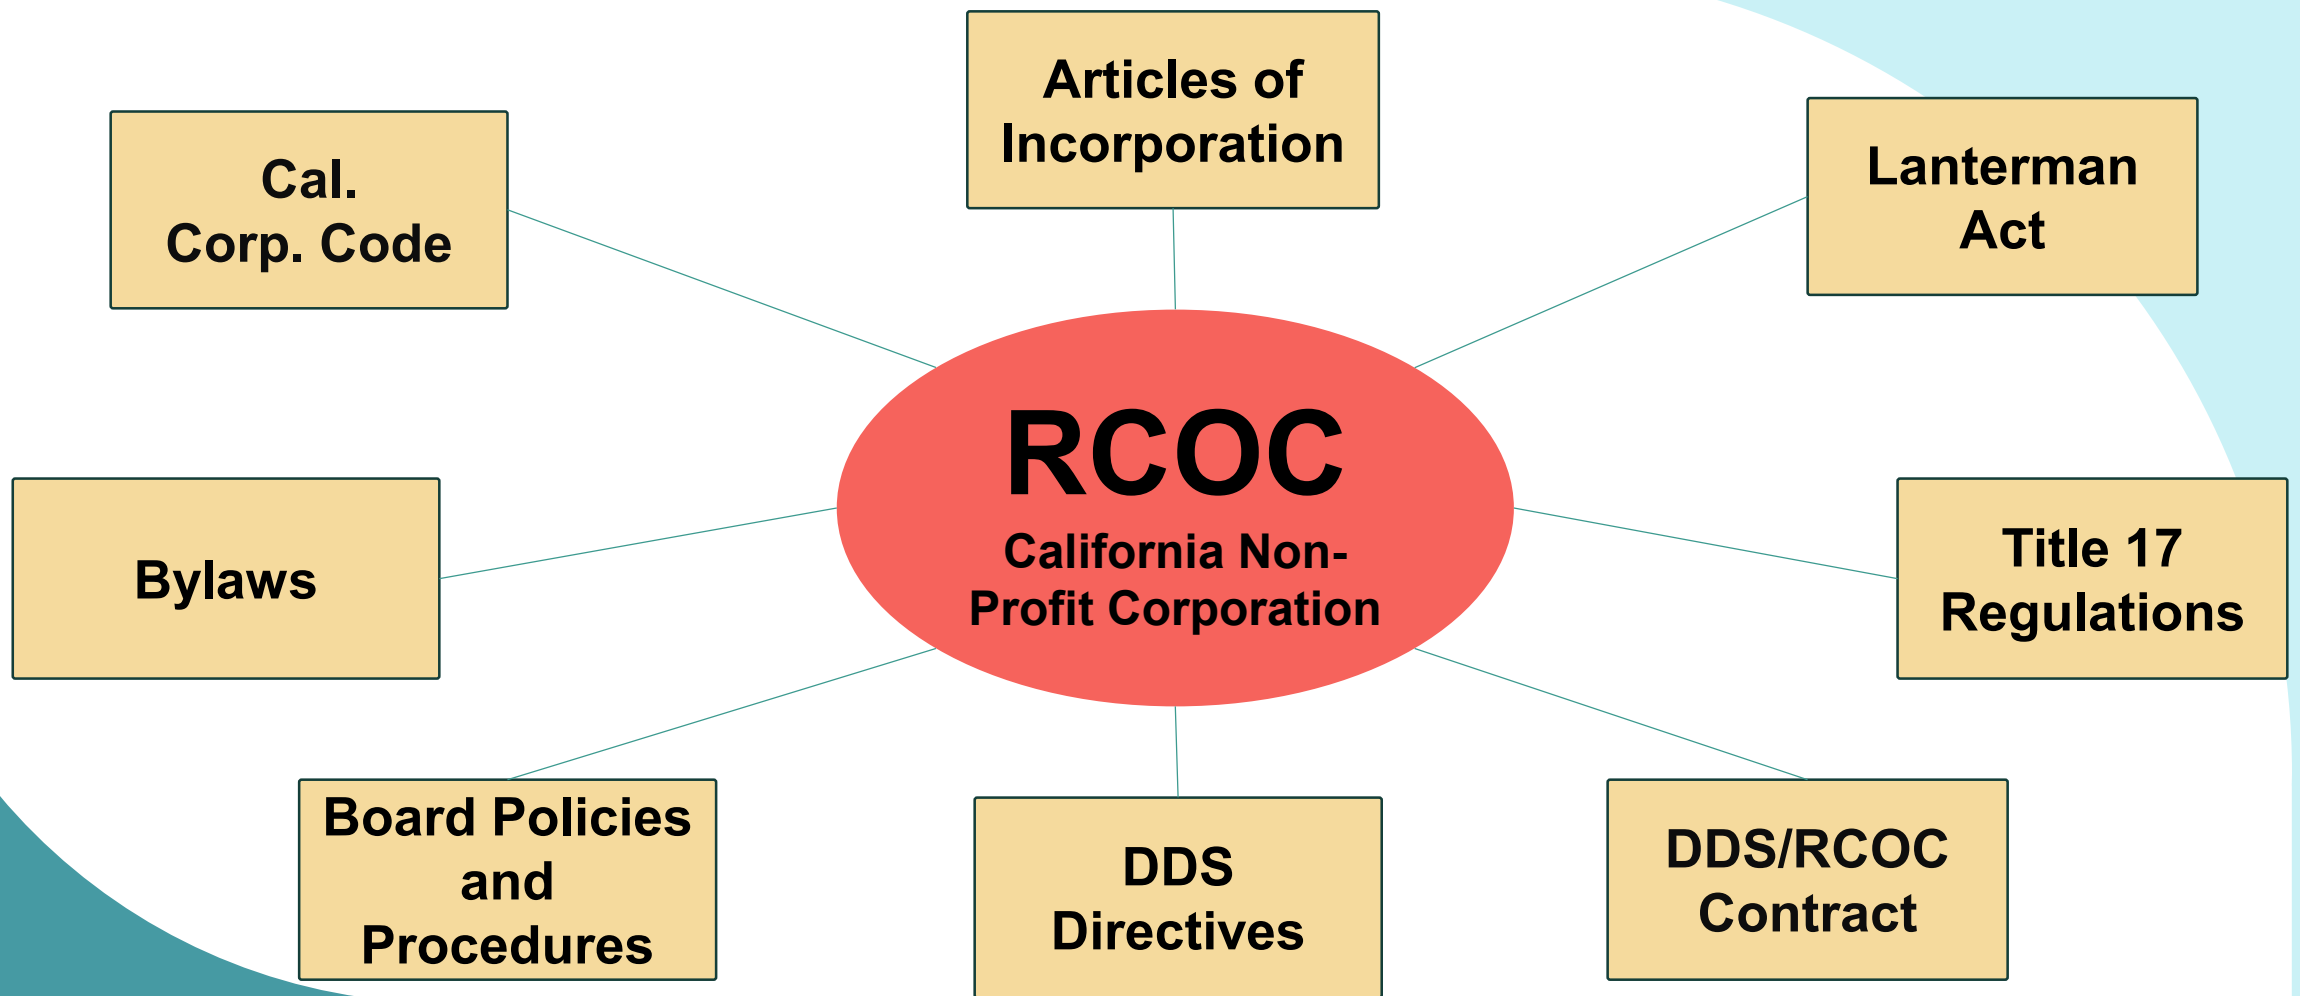 Articles of
Incorporation
Cal.
Corp. Code
Lanterman
Act
RCOC
California Non-
Profit Corporation
Bylaws
Title 17
Regulations
Board Policies
and
Procedures
DDS
Directives
DDS/RCOC
Contract